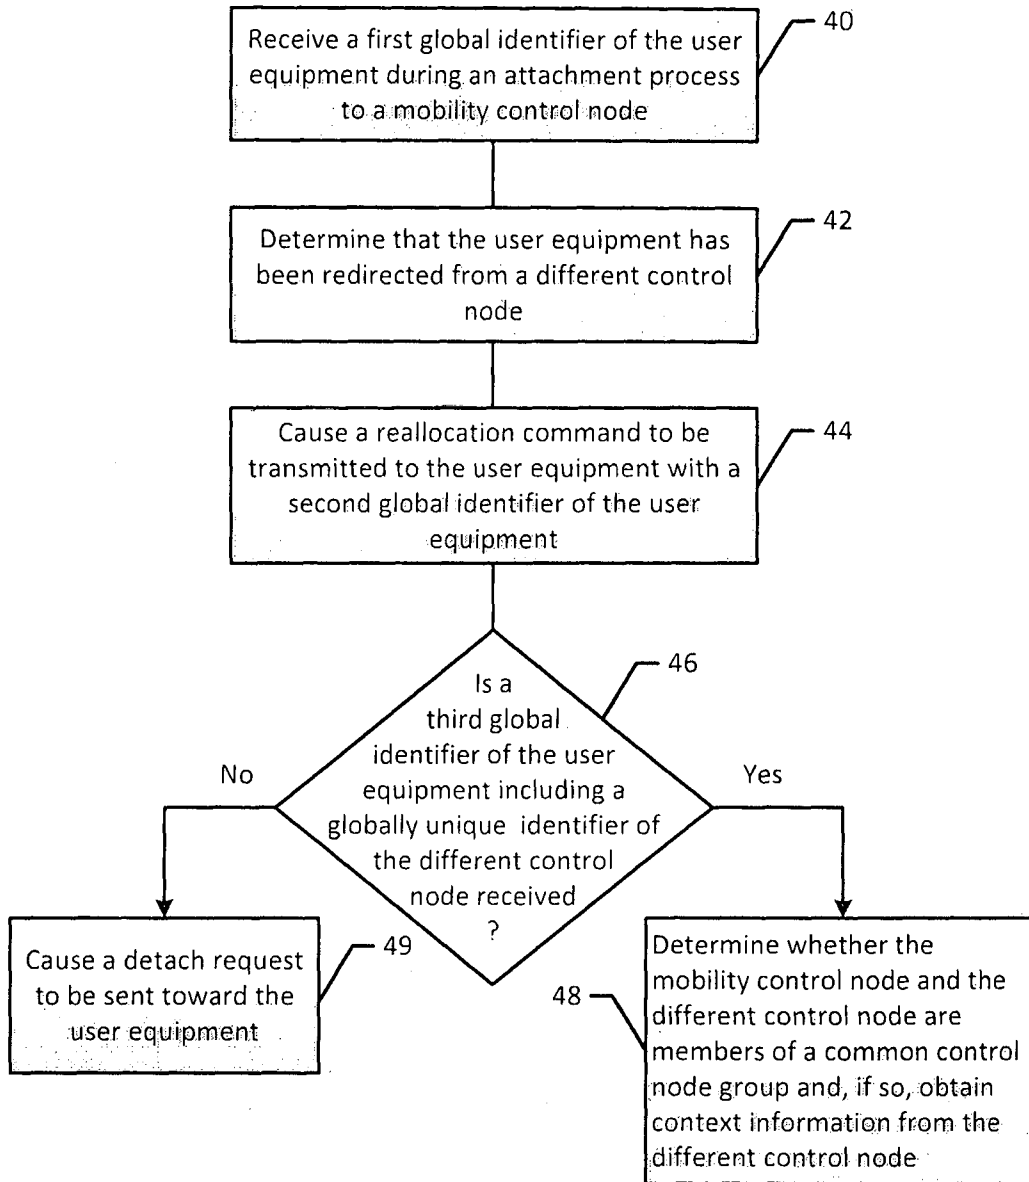 Receive a first global identifier of the user
equipment during an attachment process
to a mobility control node
40
Determine that the user equipment has
been redirected from a different control
node
42
Cause a reallocation command to be
transmitted to the user equipment with a
second global identifier of the user
equipment
44
Is a
third global
identifier of the user
equipment including a
globally unique identifier of
the different control
node received
?
46
No
Yes
Cause a detach request
to be sent toward the
user equipment
49
48
Determine whether the
mobility control node and the
different control node are
members of a common control
node group and, if so, obtain
context information from the
different control node